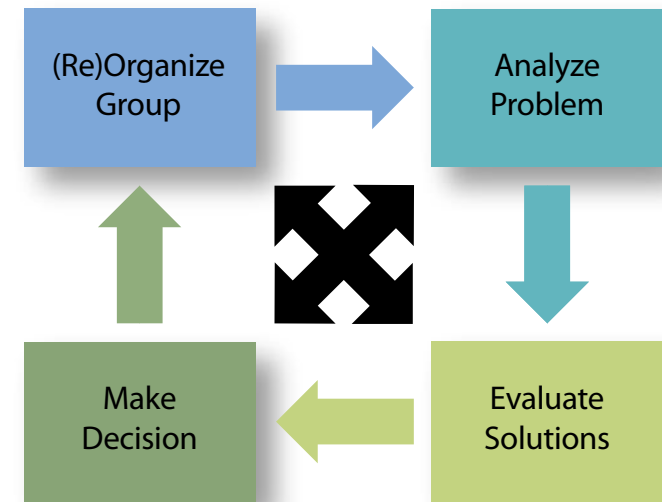 (Re)Organize
Group
Analyze
Problem
Make
Decision
Evaluate
Solutions